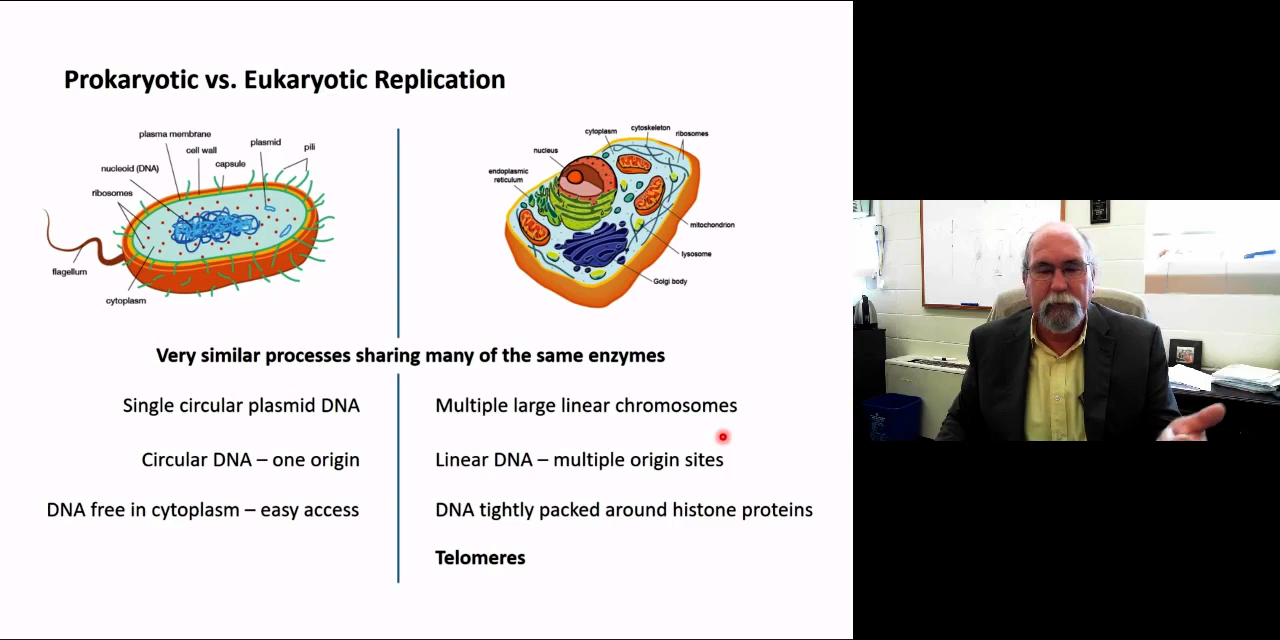 Prokaryotic vs. Eukaryotic Replication
plasma membrane
cell wall
plasmid
pili
nucleoid (DNA)
capsule
ribosomes
flagellum
cytoplasm
cytoplasm
cytoskeleton
ribosomes
nucleus
endoplasmic
reticulum
mitochondrion
lysosome
Golgi body
Very similar processes sharing many of the same enzymes
Single circular plasmid DNA
Multiple large linear chromosomes
Circular DNA – one origin
Linear DNA – multiple origin sites
DNA free in cytoplasm – easy access
DNA tightly packed around histone proteins
Telomeres